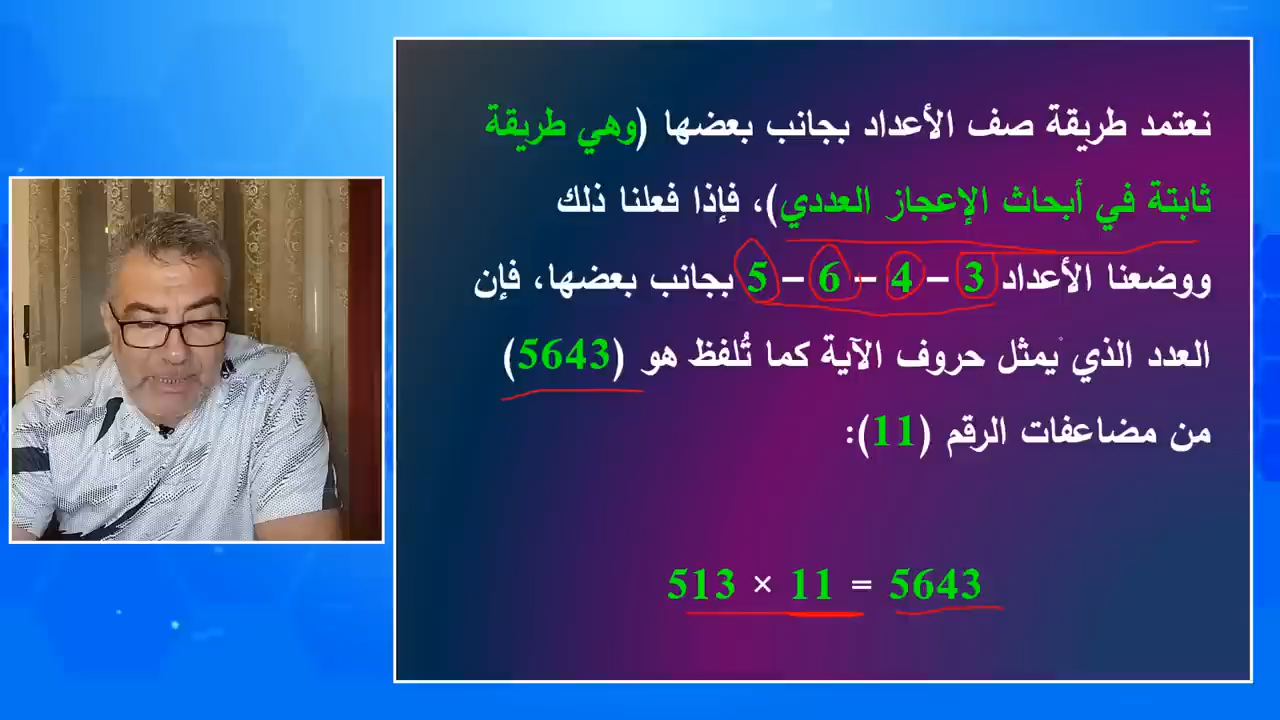 نعتمد طريقة صف الأعداد بجانب بعضها (وهي طريقة
ثابتة في أبحاث الإعجاز العددي)، فإذا فعلنا ذلك
ووضعنا الأعداد 3 – 4 – 6 – 5 بجانب بعضها، فإن
العدد الذي يمثل حروف الآية كما تُلفظ هو (5643)
من مضاعفات الرقم (11):
513 × 11 = 5643